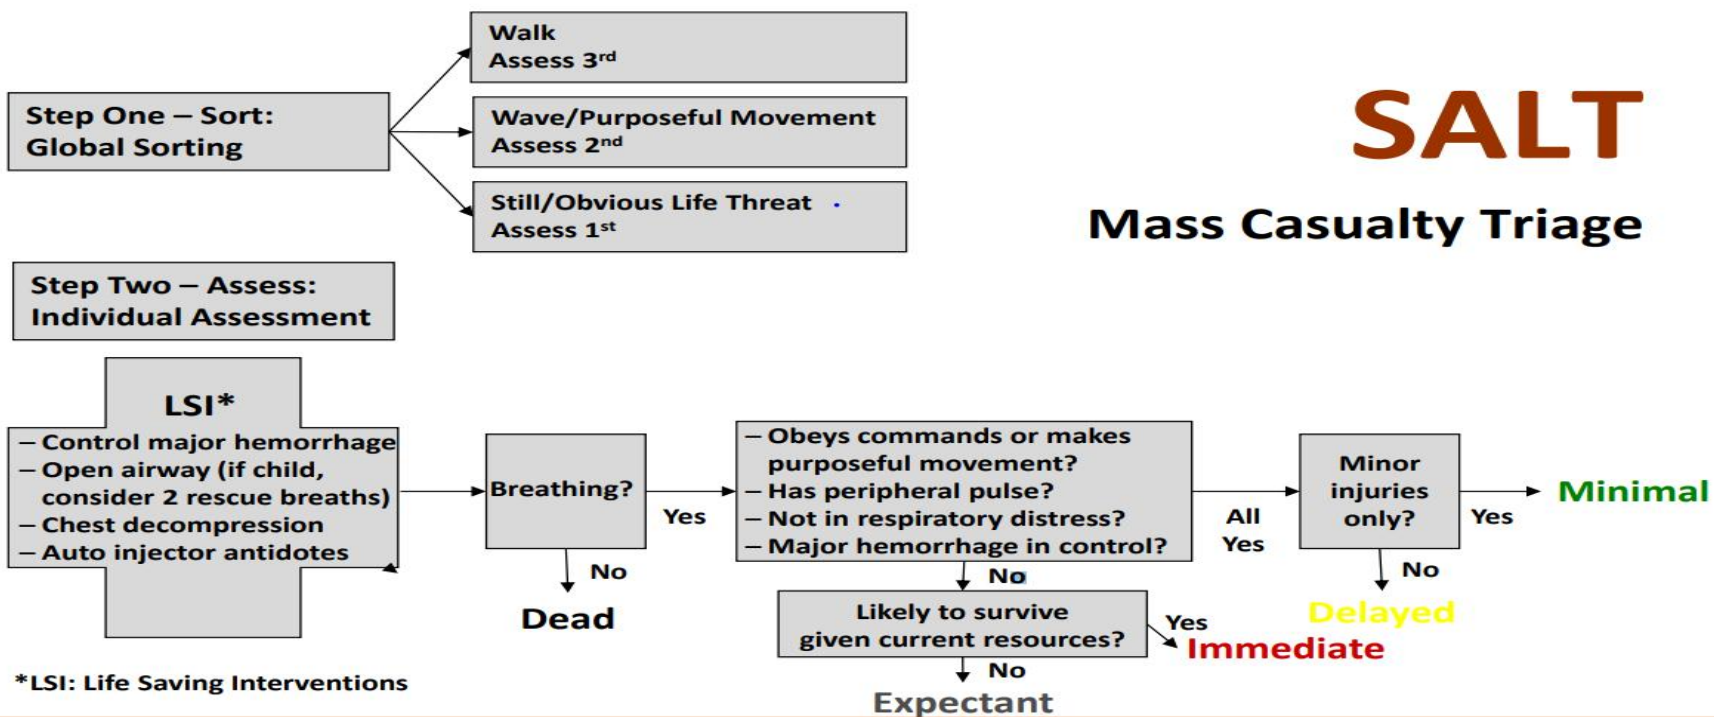 Walk
Assess 3rd
Step One – Sort:
Global Sorting
Wave/Purposeful Movement
Assess 2nd
Still/Obvious Life Threat
Assess 1st
SALT
Mass Casualty Triage
Step Two – Assess:
Individual Assessment
LSI*
– Control major hemorrhage
– Open airway (if child,
consider 2 rescue breaths)
– Chest decompression
– Auto injector antidotes
Breathing?
Yes
No
Dead
– Obeys commands or makes
purposeful movement?
– Has peripheral pulse?
– Not in respiratory distress?
– Major hemorrhage in control?
All
Yes
No
Minor
injuries
only?
Yes
Minimal
No
Delayed
Likely to survive
given current resources?
Yes
Immediate
No
Expectant
*LSI: Life Saving Interventions